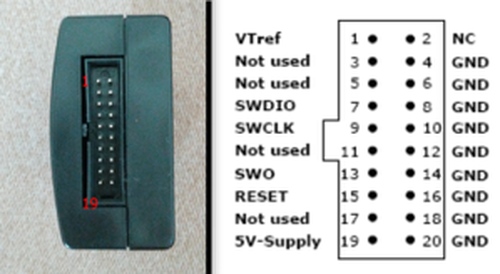 1
19
VTref 1 2 NC
Not used 3 4 GND
Not used 5 6 GND
SWDIO 7 8 GND
SWCLK 9 10 GND
Not used 11 12 GND
SWO 13 14 GND
RESET 15 16 GND
Not used 17 18 GND
5V-Supply 19 20 GND